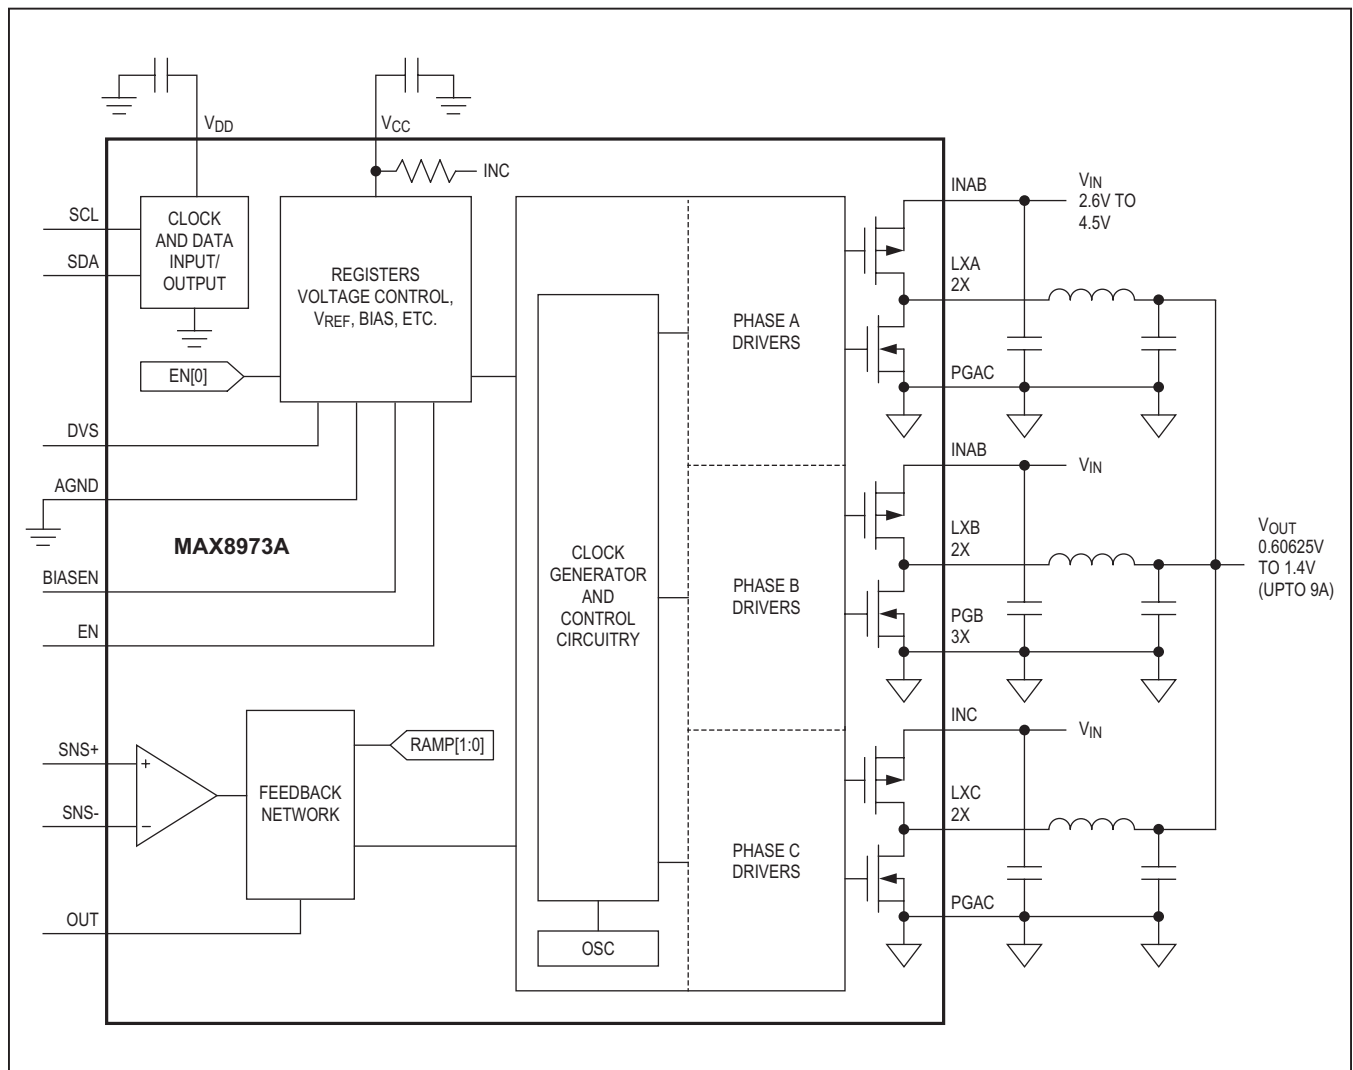 VDD
VCC
INC
SCL
SDA
CLOCK
AND DATA
INPUT/
OUTPUT
REGISTERS
VOLTAGE CONTROL,
VREF, BIAS, ETC.
EN[0]
DVS
AGND
MAX8973A
BIASEN
EN
SNS+
+
SNS-
−
FEEDBACK
NETWORK
RAMP[1:0]
OUT
CLOCK
GENERATOR
AND
CONTROL
CIRCUITRY
OSC
PHASE A
DRIVERS
PHASE B
DRIVERS
PHASE C
DRIVERS
INAB
VIN
2.6V TO
4.5V
LXA
2X
PGAC
INAB
VIN
LXB
2X
PGB
3X
VOUT
0.60625V
TO 1.4V
(UPTO 9A)
INC
VIN
LXC
2X
PGAC